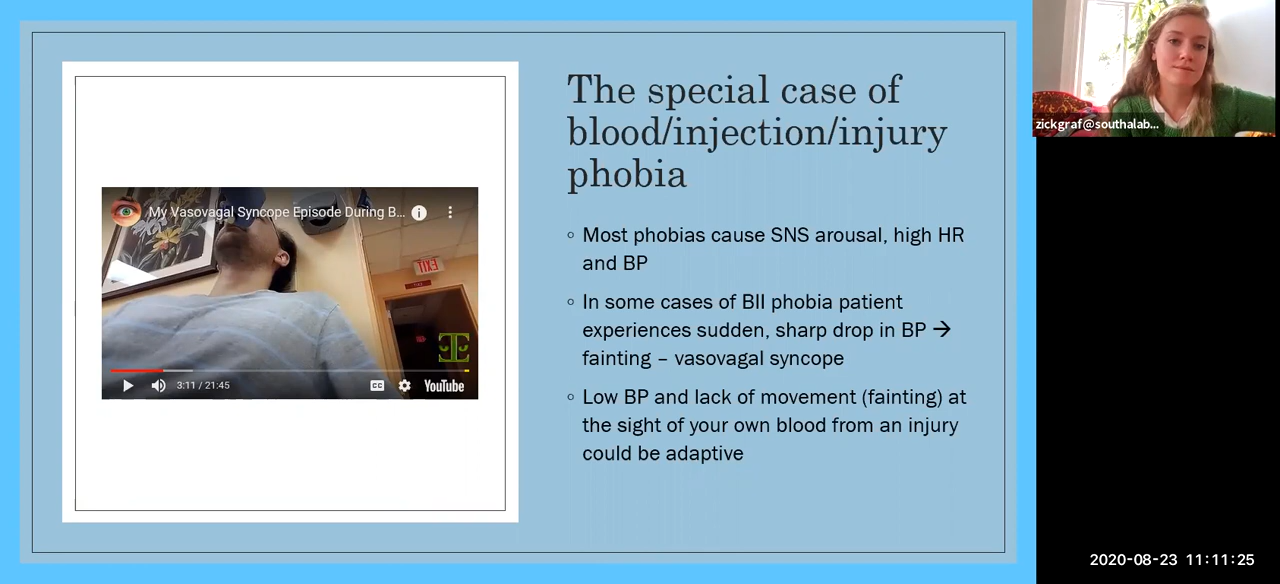 The special case of
blood/injection/injury
phobia
Most phobias cause SNS arousal, high HR
and BP
In some cases of BII phobia patient
experiences sudden, sharp drop in BP →
fainting – vasovagal syncope
Low BP and lack of movement (fainting) at
the sight of your own blood from an injury
could be adaptive
My Vasovagal Syncope Episode During B...
EXIT
3:11 / 21:45
CC
YouTube
zickgraf@southalab...
2020-08-23 11:11:25